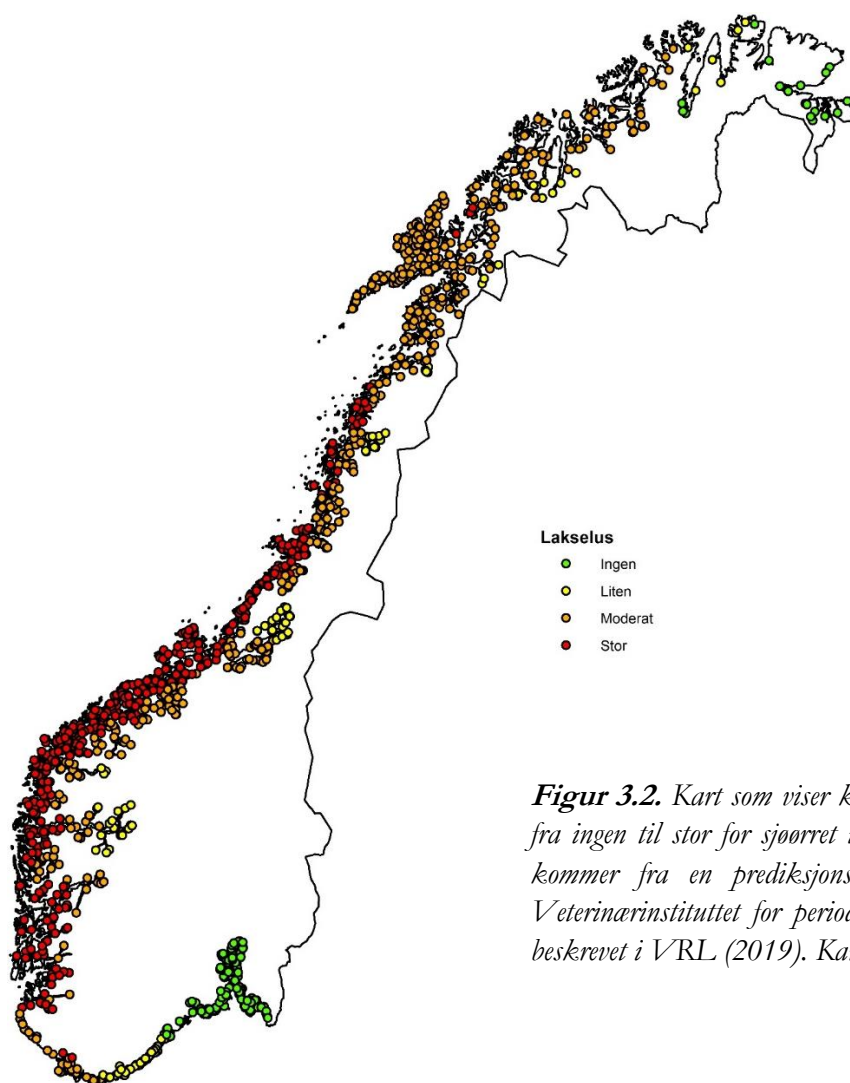 Lakselus
Ingen
Liten
Moderat
Stor
Figur 3.2. Kart som viser k
fra ingen til stor for sjøørret i
kommer fra en prediksjons
Veterinærinstituttet for period
beskrevet i VRL (2019). Ka